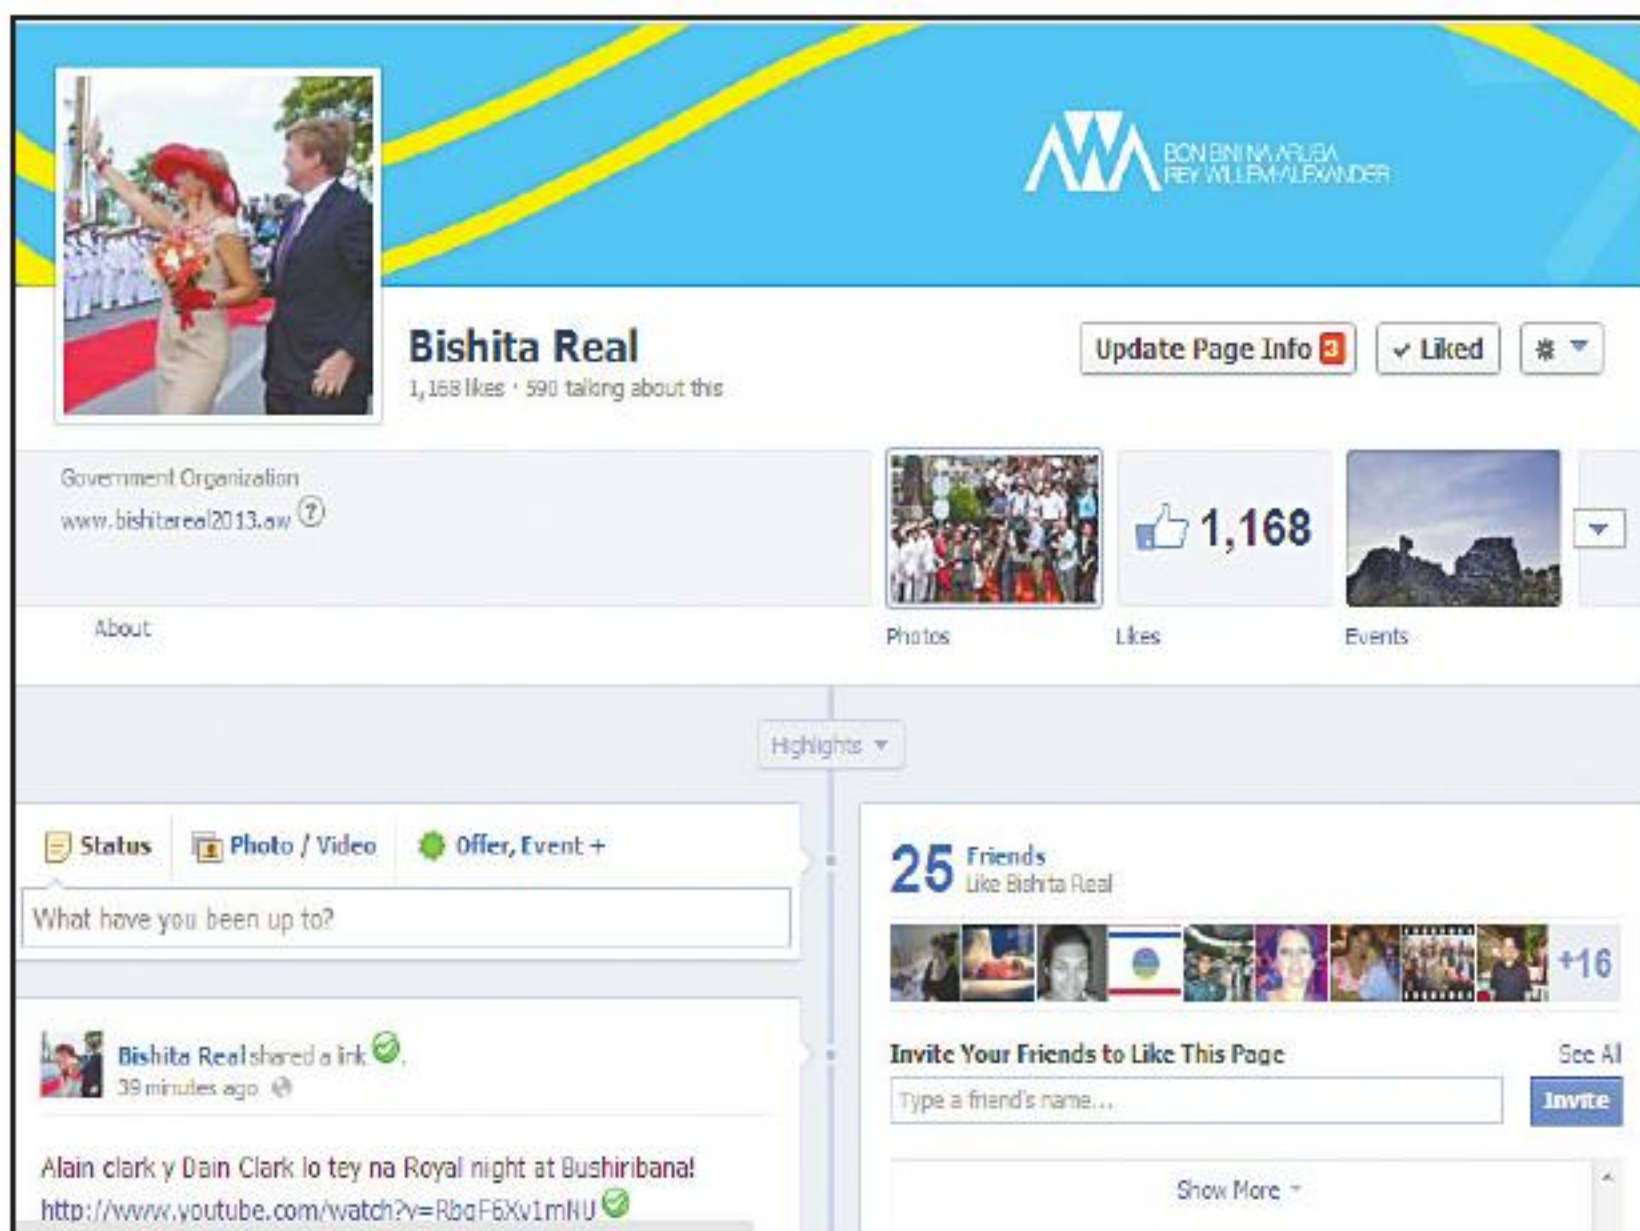 AWA
BON BINI NA ARUBA
REY WILLEM-ALEXANDER
Bishita Real
1,168 likes · 590 talking about this
Update Page Info 3
Liked
Government Organization
www.bishitareal2013.aw ?
About
Photos
1,168
Likes
Events
Highlights
Status
Photo / Video
Offer, Event +
What have you been up to?
Bishita Real shared a link.
39 minutes ago
Alain clark y Dain Clark lo tey na Royal night at Bushiribana!
http://www.youtube.com/watch?v=RbqF6Xv1mNU
25 Friends
Like Bishita Real
+16
Invite Your Friends to Like This Page
See All
Type a friend's name...
Invite
Show More